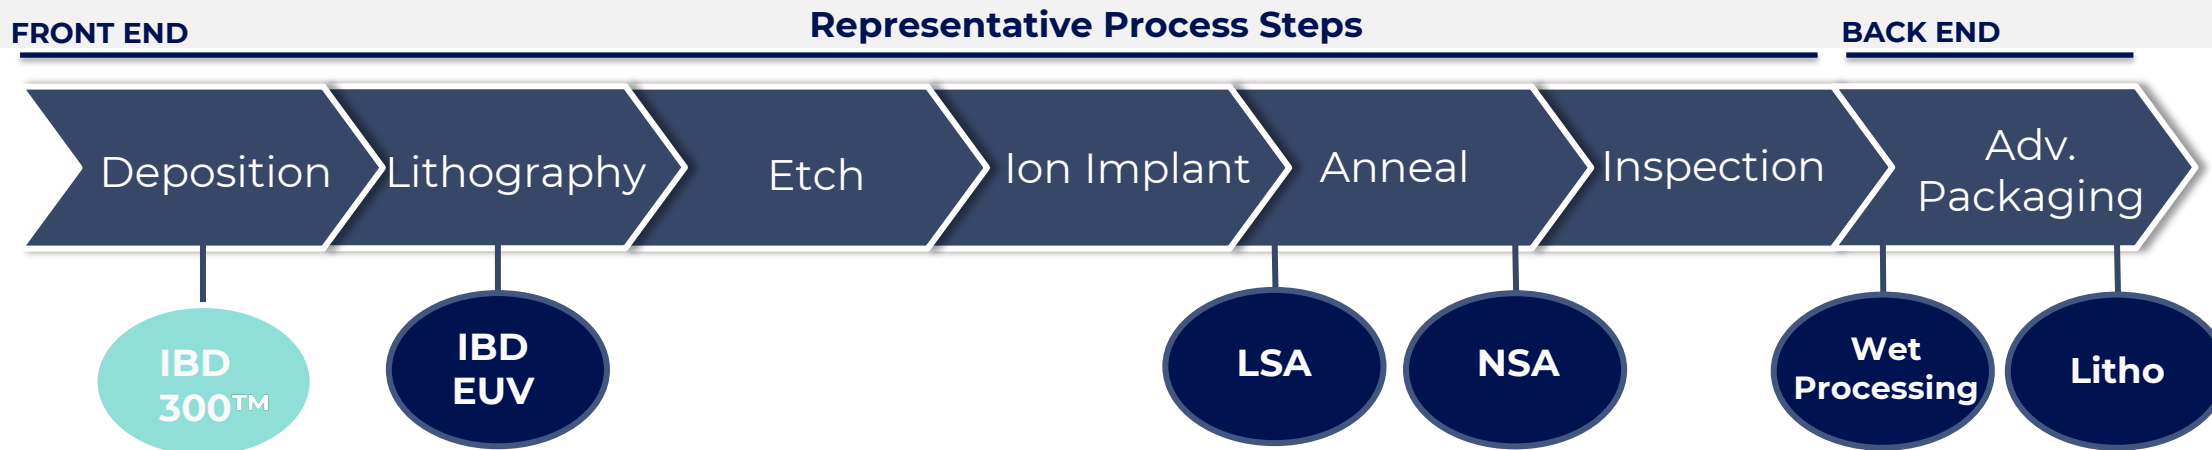 FRONT END
Representative Process Steps
BACK END
Deposition
Lithography
Etch
Ion Implant
Anneal
Inspection
Adv.
Packaging
IBD
300™
IBD
EUV
LSA
NSA
Wet
Processing
Litho